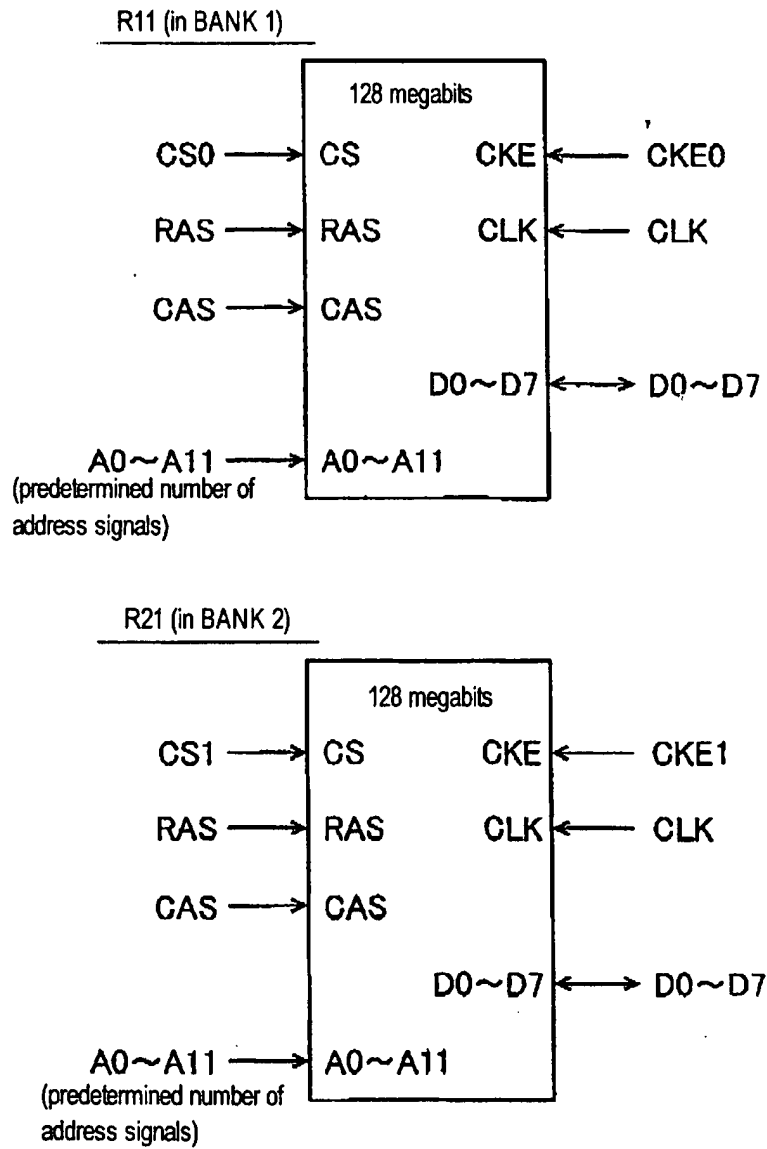 R11 (in BANK 1)
128 megabits
CS0 CS CKE CKE0
RAS RAS CLK CLK
CAS CAS
D0～D7 D0～D7
A0～A11 A0～A11
(predetermined number of
address signals)
R21 (in BANK 2)
128 megabits
CS1 CS CKE CKE1
RAS RAS CLK CLK
CAS CAS
D0～D7 D0～D7
A0～A11 A0～A11
(predetermined number of
address signals)